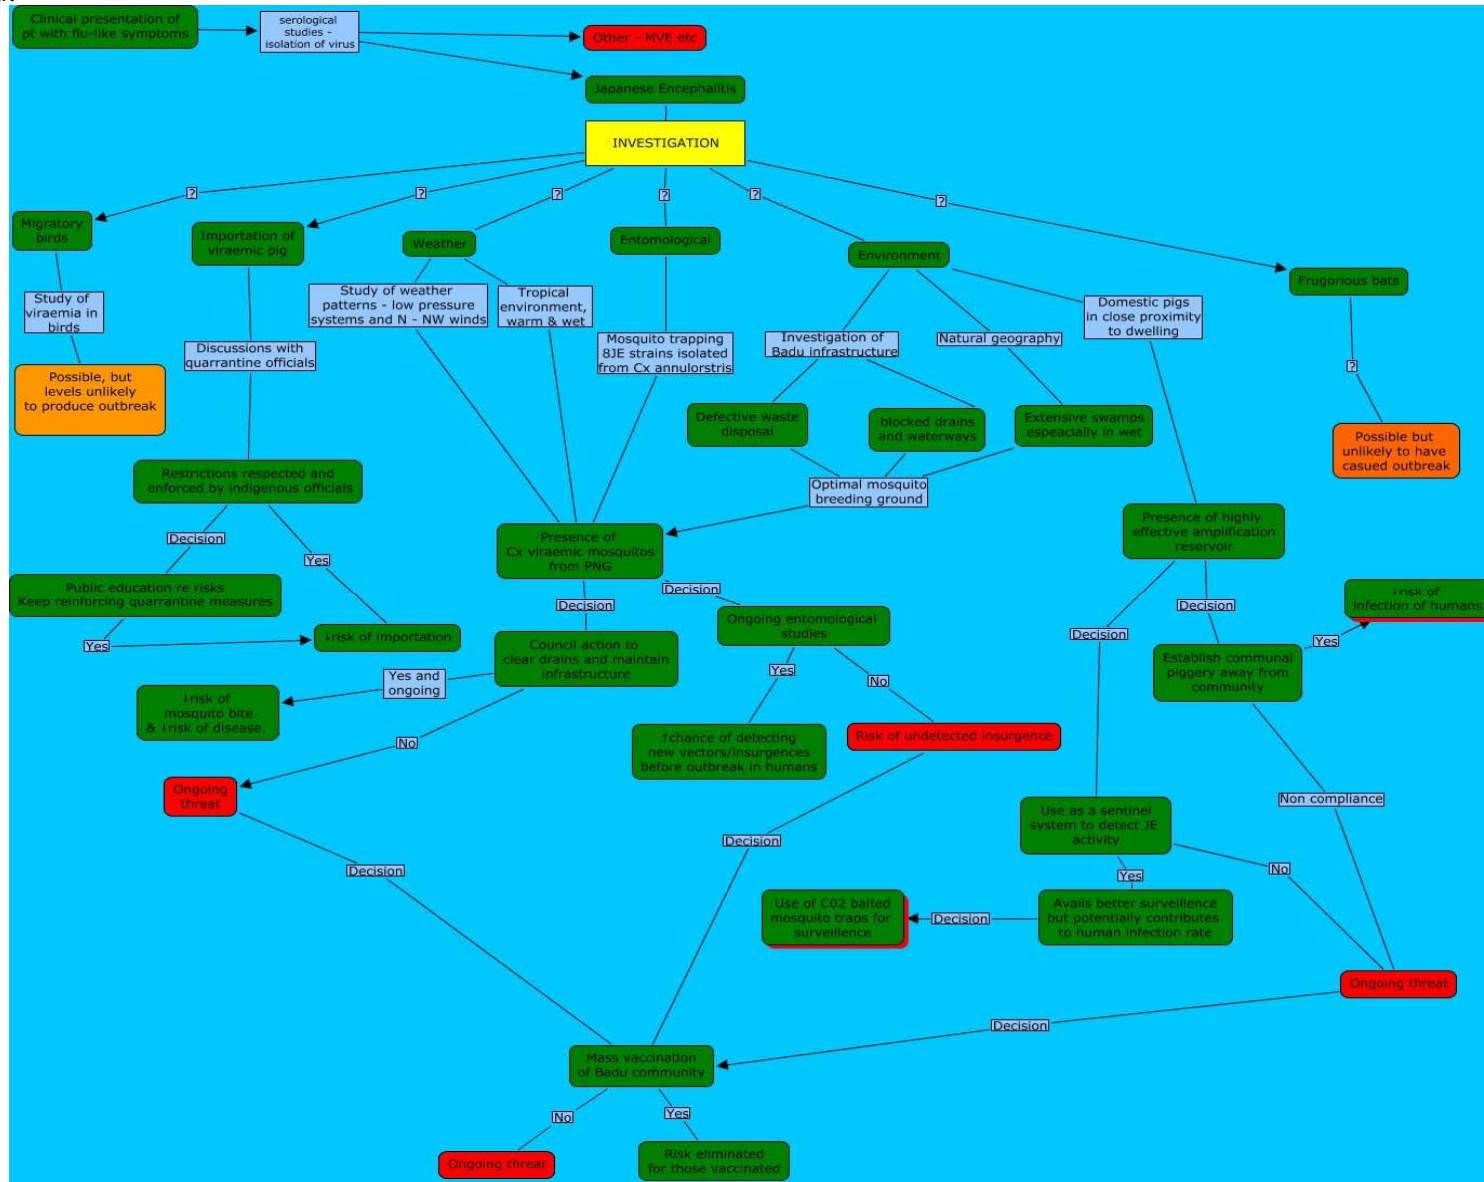 Clinical presentation of
pt with flu-like symptoms
serological
studies -
isolation of virus
Other - MVE etc
Japanese Encephalitis
INVESTIGATION
?
?
?
?
?
?
Migratory
birds
Importation of
viraemic pig
Weather
Entomological
Environment
Frugorious bats
Study of
viraemia in
birds
Discussions with
quarrantine officials
Study of weather
patterns - low pressure
systems and N - NW winds
Tropical
environment,
warm & wet
Mosquito trapping
8JE strains isolated
from Cx annulorstris
Investigation of
Badu infrastructure
Natural geography
Domestic pigs
in close proximity
to dwelling
?
Possible, but
levels unlikely
to produce outbreak
Defective waste
disposal
blocked drains
and waterways
Extensive swamps
espeacially in wet
Possible but
unlikely to have
casued outbreak
Restrictions respected and
enforced by indigenous officials
Optimal mosquito
breeding ground
Presence of
Cx viraemic mosquitos
from PNG
Presence of highly
effective amplification
reservoir
Decision
Yes
Public education re risks
Keep reinforcing quarrantine measures
Yes
↓risk of importation
Decision
Decision
Council action to
clear drains and maintain
infrastructure
Ongoing entomological
studies
Decision
Decision
Establish communal
piggery away from
community
Yes
↓risk of
infection of humans
Yes and
ongoing
↓risk of
mosquito bite
& ↓risk of disease.
No
Yes
No
↑chance of detecting
new vectors/insurgences
before outbreak in humans
Risk of undetected insurgence
Ongoing
threat
Use as a sentinel
system to detect JE
activity
Non compliance
Decision
Decision
Yes
No
Use of C02 baited
mosquito traps for
surveillence
Decision
Avails better surveillence
but potentially contributes
to human infection rate
Ongoing threat
Decision
Mass vaccination
of Badu community
No
Yes
Ongoing threat
Risk eliminated
for those vaccinated